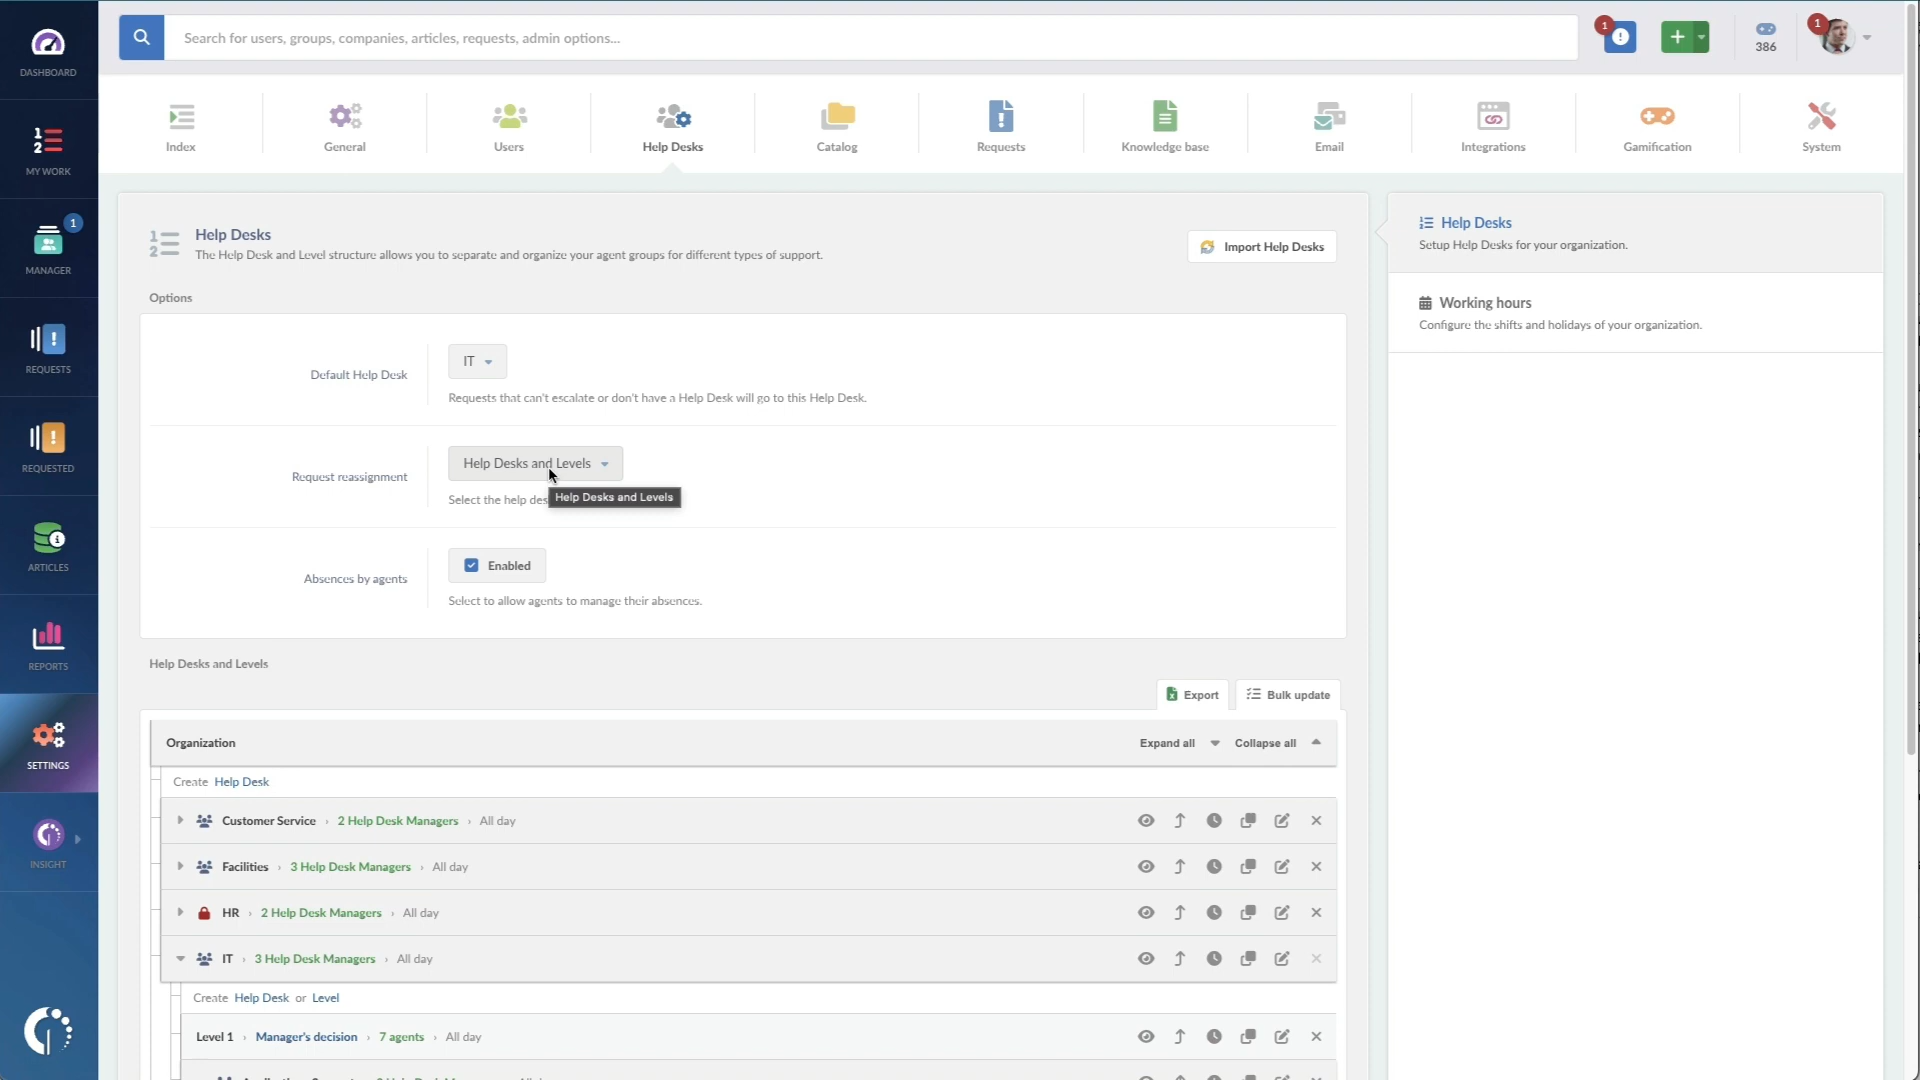 Search for users, groups, companies, articles, requests, admin options...
1
386
1
DASHBOARD
MY WORK
1
MANAGER
REQUESTS
REQUESTED
ARTICLES
REPORTS
SETTINGS
INSIGHT
Index
General
Users
Help Desks
Catalog
Requests
Knowledge base
Email
Integrations
Gamification
System
Help Desks
The Help Desk and Level structure allows you to separate and organize your agent groups for different types of support.
Import Help Desks
Options
Default Help Desk
IT
Requests that can't escalate or don't have a Help Desk will go to this Help Desk.
Request reassignment
Help Desks and Levels
Select the help
Help Desks and Levels
Absences by agents
Enabled
Select to allow agents to manage their absences.
Help Desks and Levels
Export
Bulk update
Organization
Expand all
Collapse all
Create Help Desk
Customer Service › 2 Help Desk Managers › All day
Facilities › 3 Help Desk Managers › All day
HR › 2 Help Desk Managers › All day
IT › 3 Help Desk Managers › All day
Create Help Desk or Level
Level 1 › Manager's decision › 7 agents › All day
Help Desks
Setup Help Desks for your organization.
Working hours
Configure the shifts and holidays of your organization.